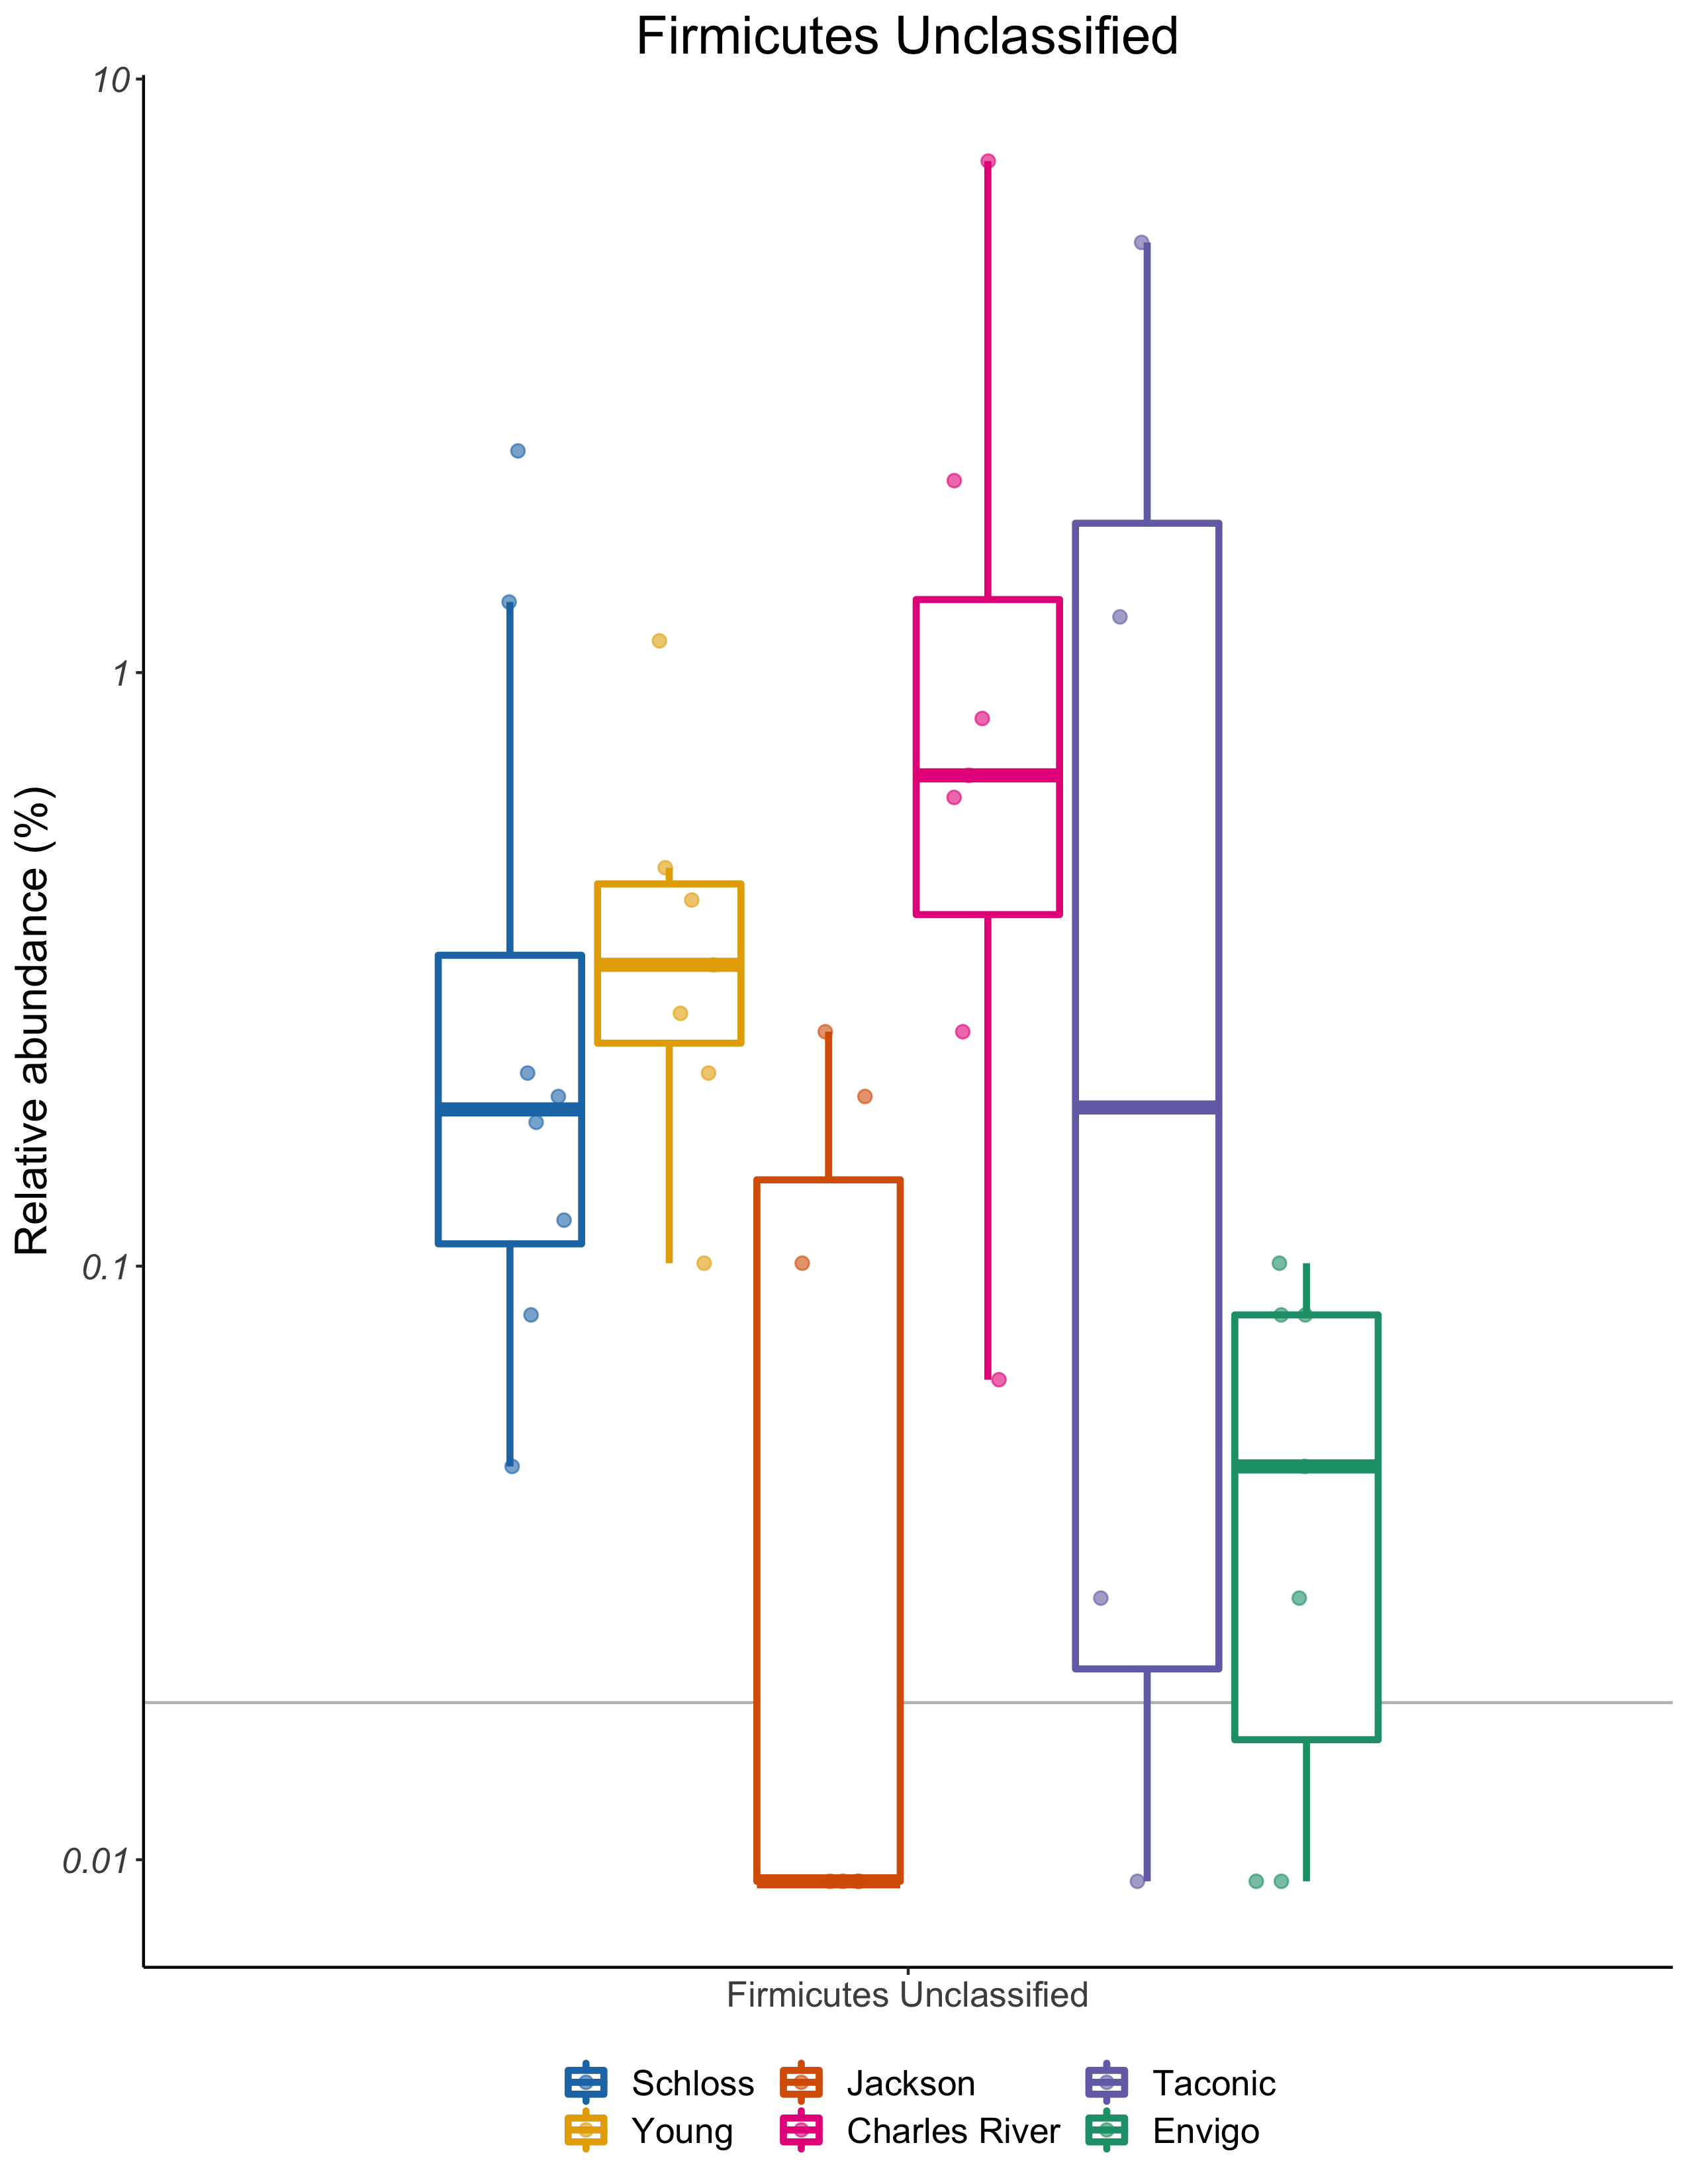 Firmicutes Unclassified
10
1
0.1
0.01
Relative abundance (%)
Firmicutes Unclassified
Schloss Jackson Taconic
Young Charles River Envigo